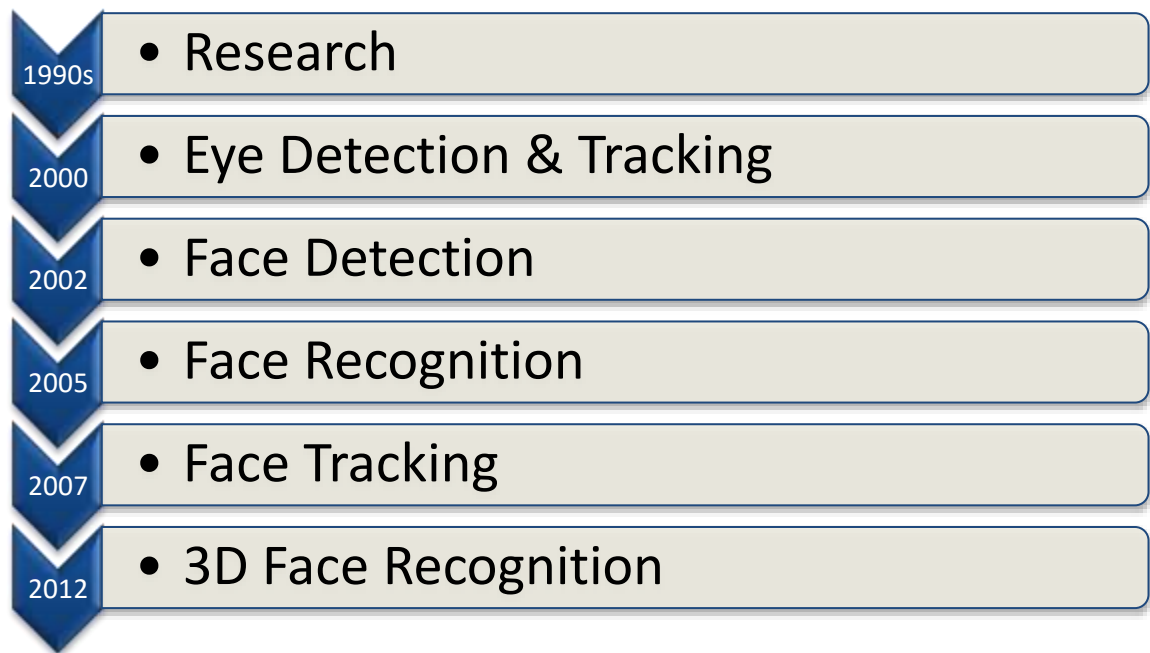 1990s
• Research
2000
• Eye Detection & Tracking
2002
• Face Detection
2005
• Face Recognition
2007
• Face Tracking
2012
• 3D Face Recognition